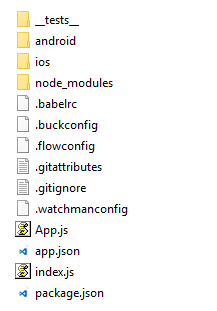 __tests__
android
ios
node_modules
.babelrc
.buckconfig
.flowconfig
.gitattributes
.gitignore
.watchmanconfig
App.js
app.json
index.js
package.json